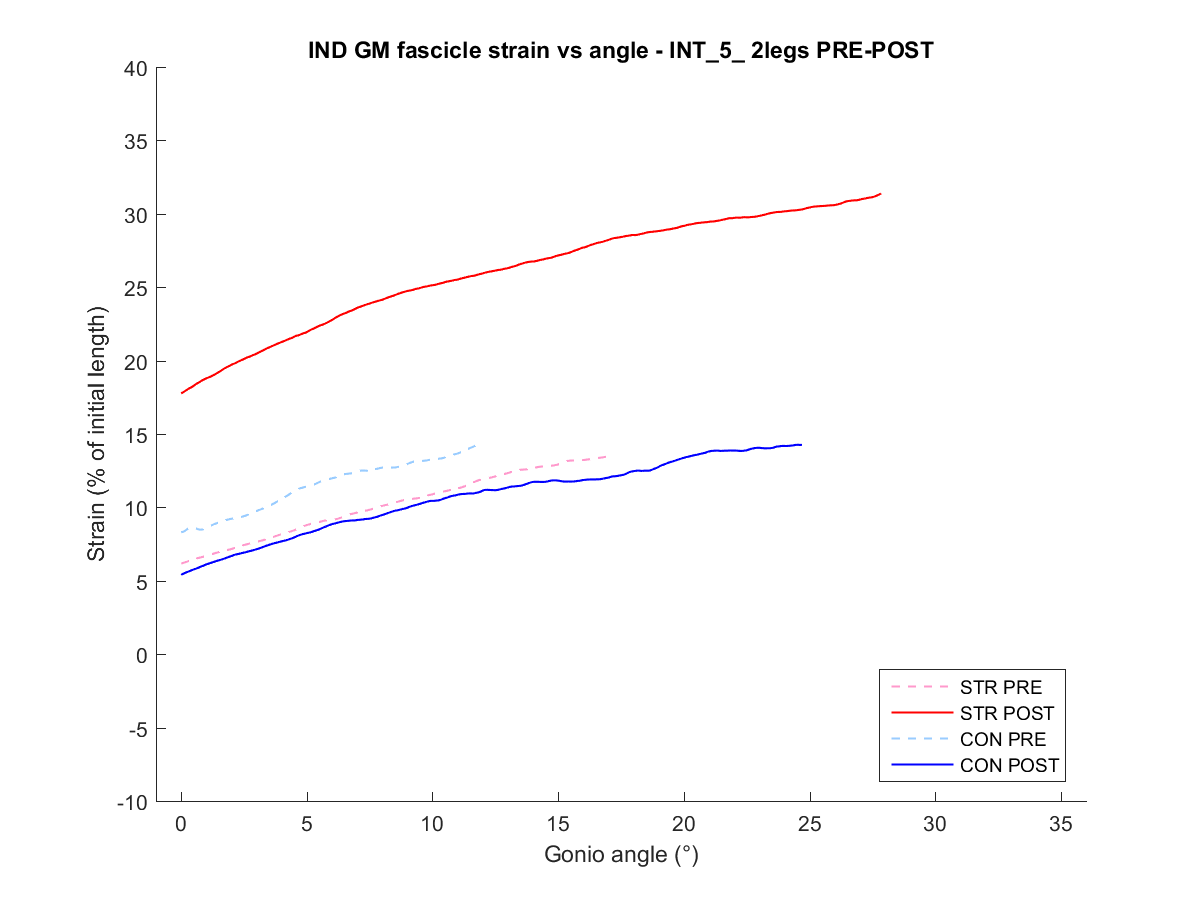 IND GM fascicle strain vs angle - INT_5_ 2legs PRE-POST
40
35
30
25
20
15
10
5
0
-5
-10
Strain (% of initial length)
0 5 10 15 20 25 30 35
Gonio angle (°)
STR PRE
STR POST
CON PRE
CON POST